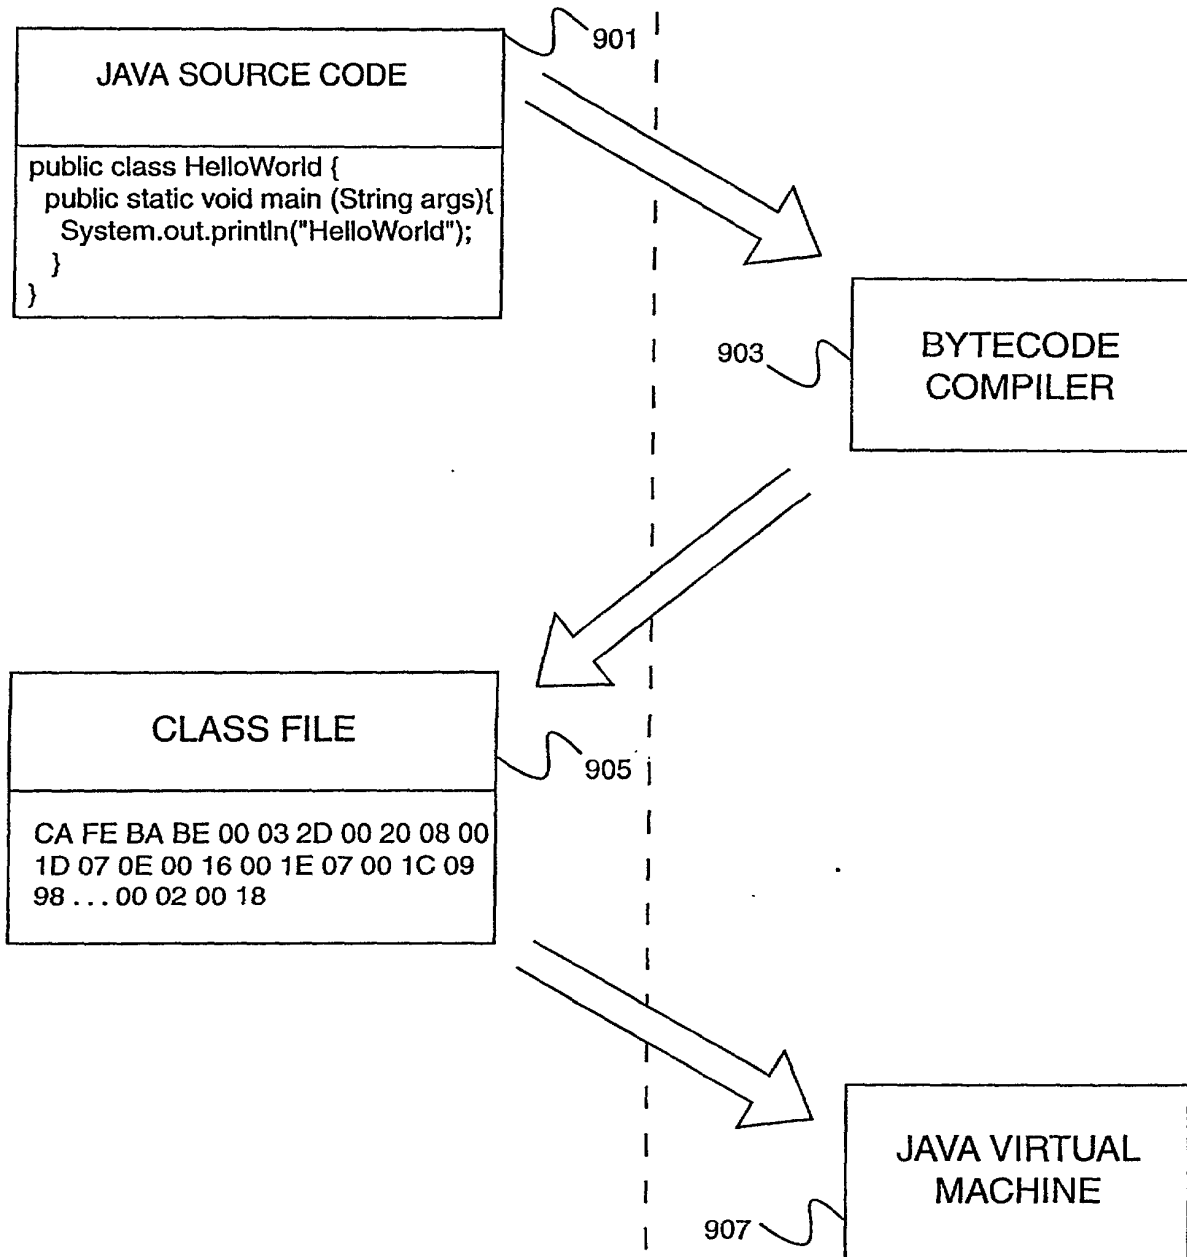 901
JAVA SOURCE CODE
public class HelloWorld {
public static void main (String args){
System.out.println("HelloWorld");
}
}
903
BYTECODE
COMPILER
CLASS FILE
905
CA FE BA BE 00 03 2D 00 20 08 00
1D 07 0E 00 16 00 1E 07 00 1C 09
98 . . . 00 02 00 18
JAVA VIRTUAL
MACHINE
907